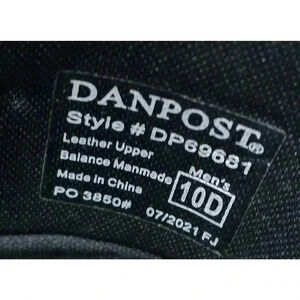 DANPOST®
Style # DP69681
Leather Upper
Balance Manmade
Made in China
PO 3850#
Men's
10D
07/2021 FJ